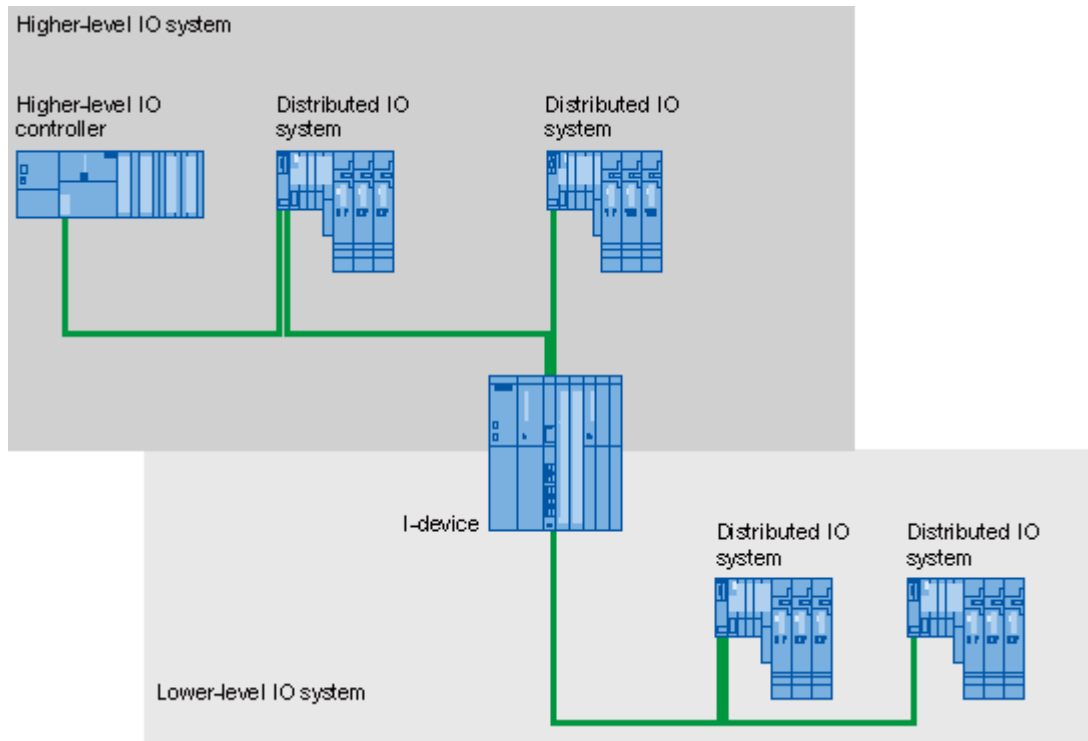 Higher-level IO system
Higher-level IO
controller
Distributed IO
system
Distributed IO
system
I-device
Distributed IO
system
Distributed IO
system
Lower-level IO system